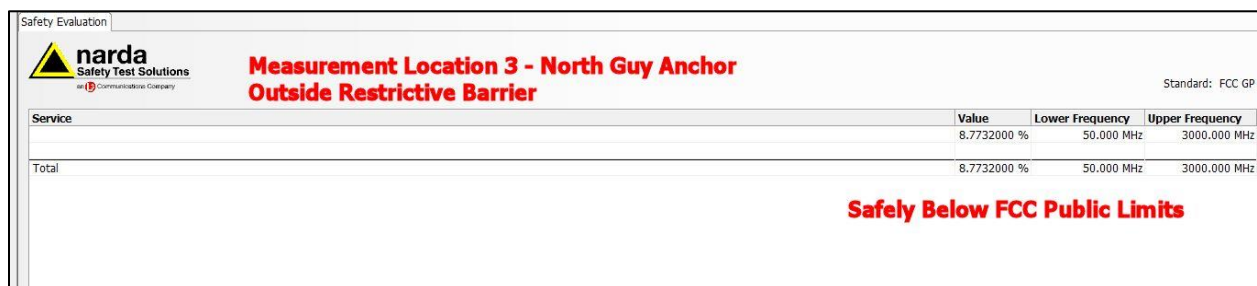 Safety Evaluation
narda
Safety Test Solutions
an L3 Communications Company
Measurement Location 3 - North Guy Anchor
Outside Restrictive Barrier
Standard: FCC GP
Service Value Lower Frequency Upper Frequency
8.7732000 % 50.000 MHz 3000.000 MHz
Total 8.7732000 % 50.000 MHz 3000.000 MHz
Safely Below FCC Public Limits